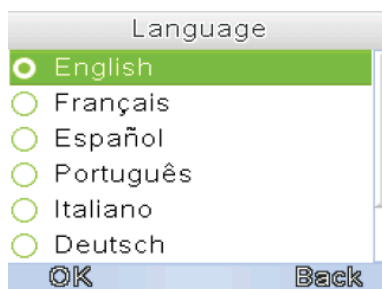 Language
English
Français
Español
Português
Italiano
Deutsch
OK Back